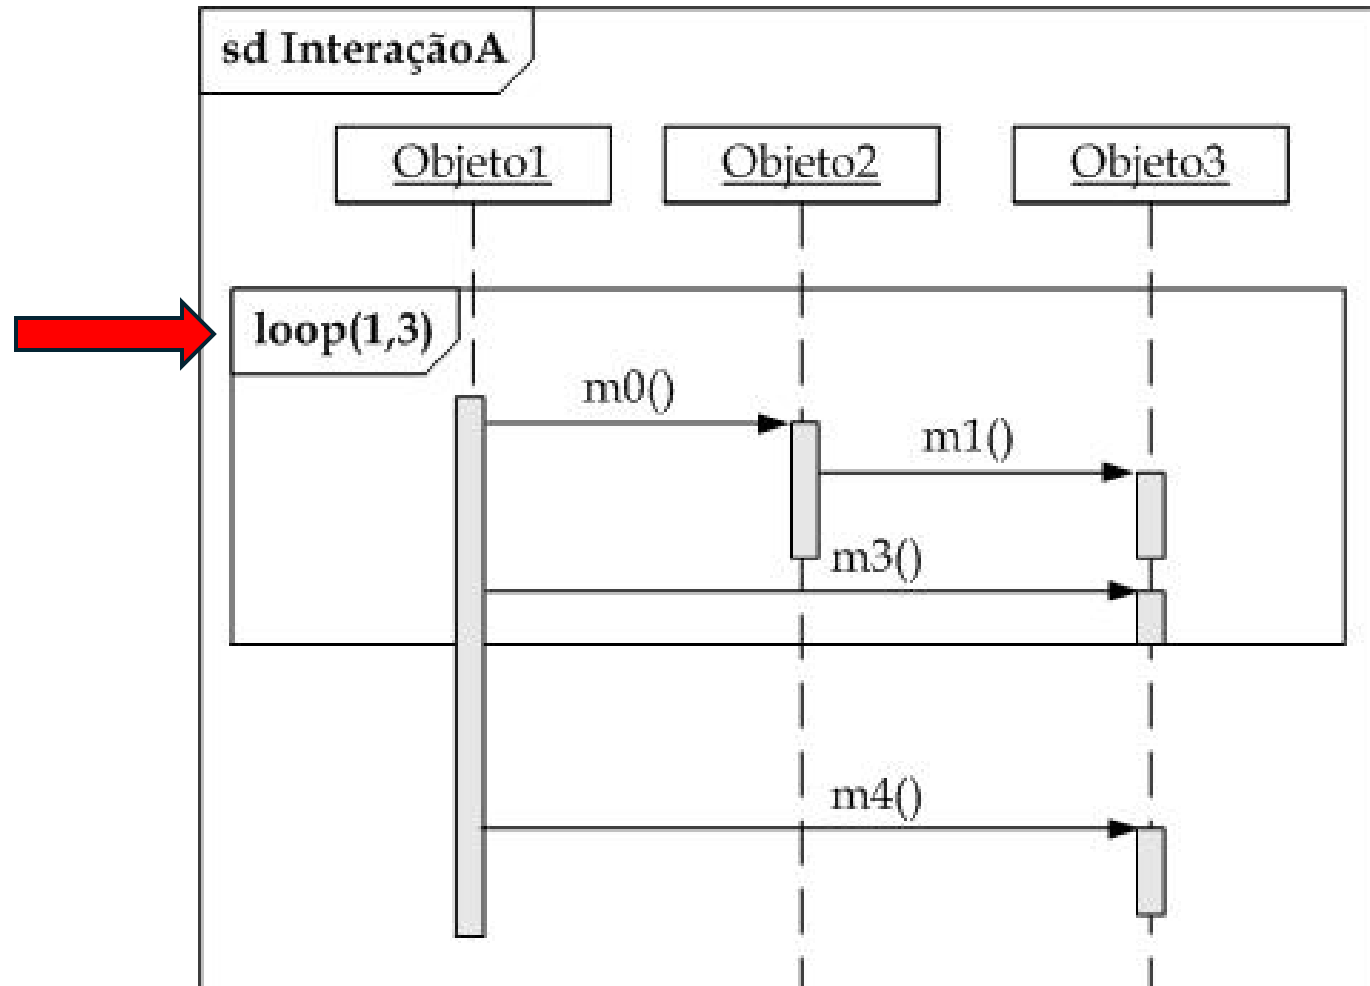 sd InteraçãoA
Objeto1 Objeto2 Objeto3
loop(1,3)
m0()
m1()
m3()
m4()